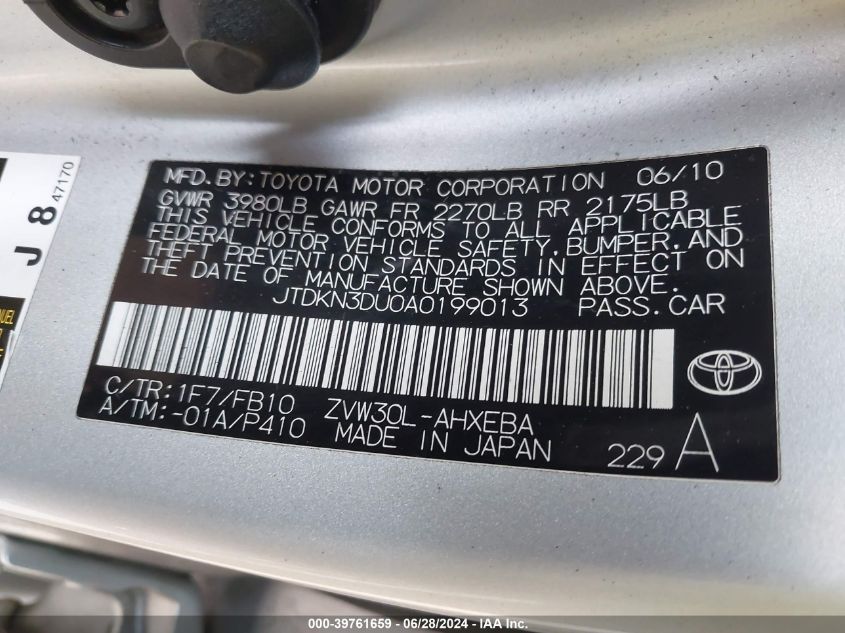 MFD. BY: TOYOTA MOTOR CORPORATION 06/10
GVWR 3980LB GAWR FR 2270LB RR 2175LB
THIS VEHICLE CONFORMS TO ALL APPLICABLE
FEDERAL MOTOR VEHICLE SAFETY, BUMPER, AND
THEFT PREVENTION STANDARDS IN EFFECT ON
THE DATE OF MANUFACTURE SHOWN ABOVE.
JTDKN3DU0A0199013 PASS. CAR
C/TR: 1F7/FB10 ZVW30L-AHXEBA
A/TM: -01A/P410 MADE IN JAPAN
229 A
J 8 47170
000-39761659 / 06/28/2024 - IAA Inc.